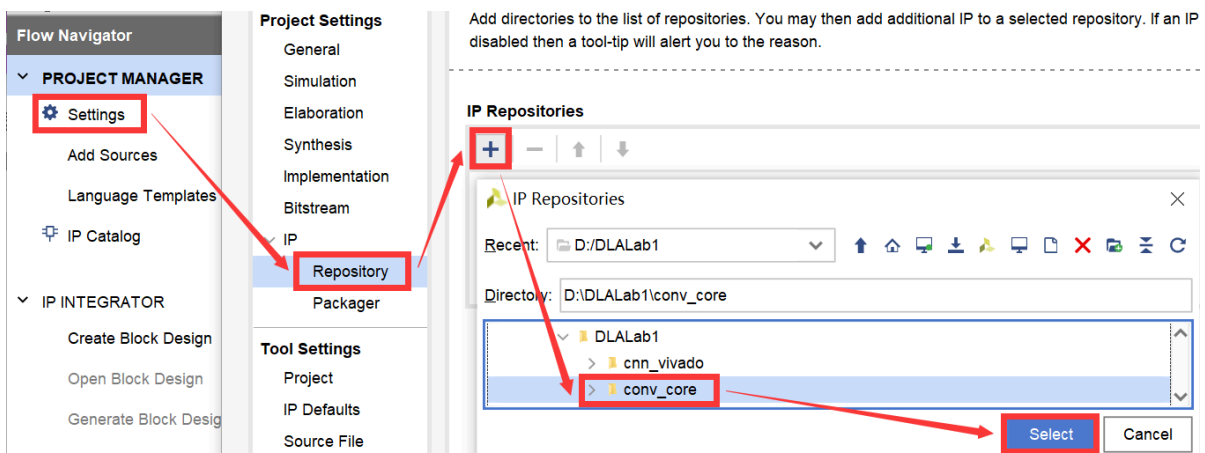 Flow Navigator
PROJECT MANAGER
Settings
Add Sources
Language Templates
IP Catalog
IP INTEGRATOR
Create Block Design
Open Block Design
Generate Block Desig
Project Settings
General
Simulation
Elaboration
Synthesis
Implementation
Bitstream
IP
Repository
Packager
Tool Settings
Project
IP Defaults
Source File
Add directories to the list of repositories. You may then add additional IP to a selected repository. If an IP
disabled then a tool-tip will alert you to the reason.
IP Repositories
IP Repositories
Recent: D:/DLALab1
Directory: D:\DLALab1\conv_core
DLALab1
cnn_vivado
conv_core
Select Cancel